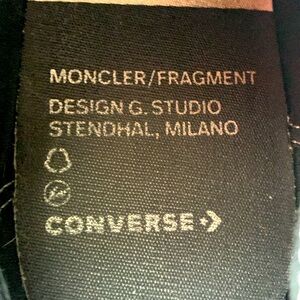 MONCLER/FRAGMENT
DESIGN G. STUDIO
STENDHAL, MILANO
CONVERSE